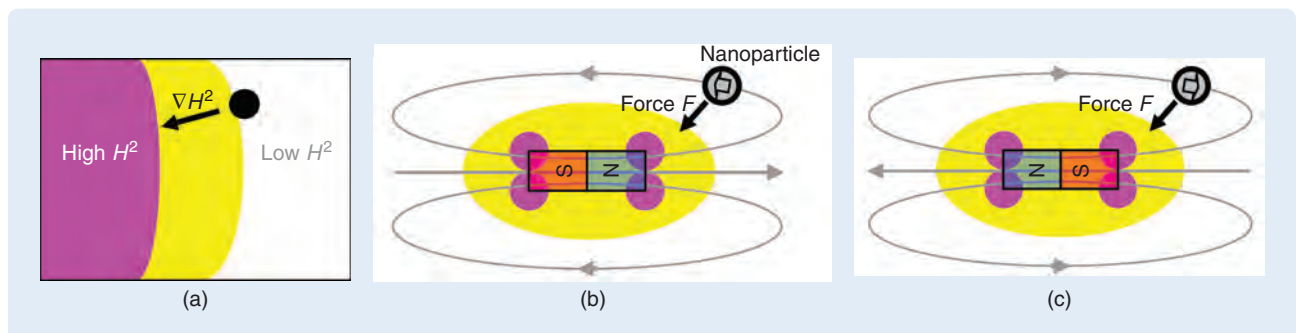 ∇H²
High H²
Low H²
(a)
Nanoparticle
Force F
S
N
(b)
Force F
N
S
(c)